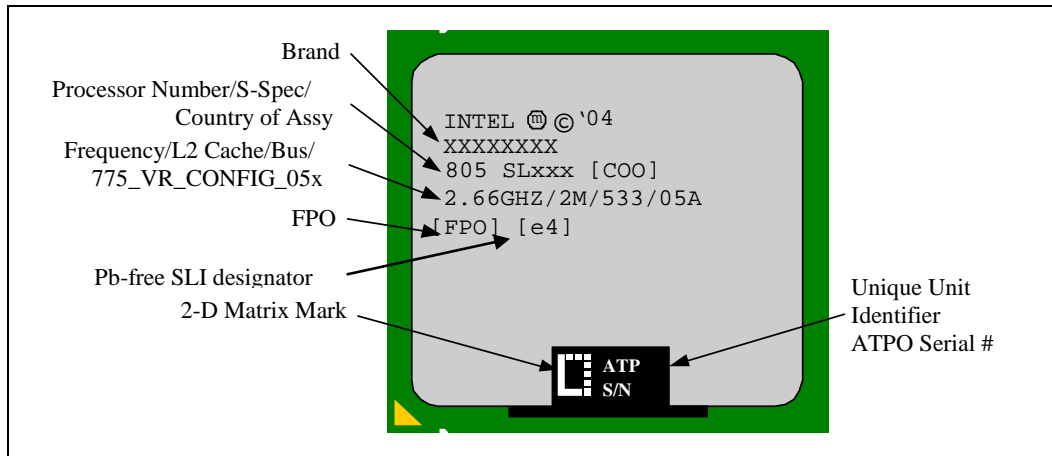 Brand
Processor Number/S-Spec/
Country of Assy
Frequency/L2 Cache/Bus/
775_VR_CONFIG_05x
FPO
Pb-free SLI designator
2-D Matrix Mark
INTEL ⓜ © ‘04
XXXXXXXX
805 SLxxx [COO]
2.66GHZ/2M/533/05A
[FPO] [e4]
ATP
S/N
Unique Unit
Identifier
ATPO Serial #